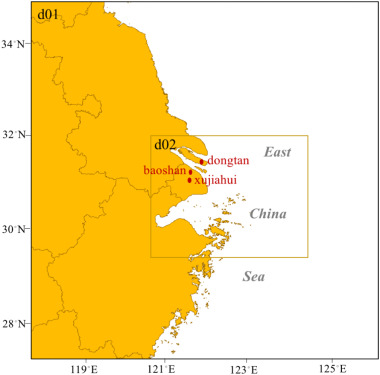 d01
34°N
32°N
d02
East
dongtan
baoshan
xujiahui
China
30°N
Sea
28°N
119°E
121°E
123°E
125°E